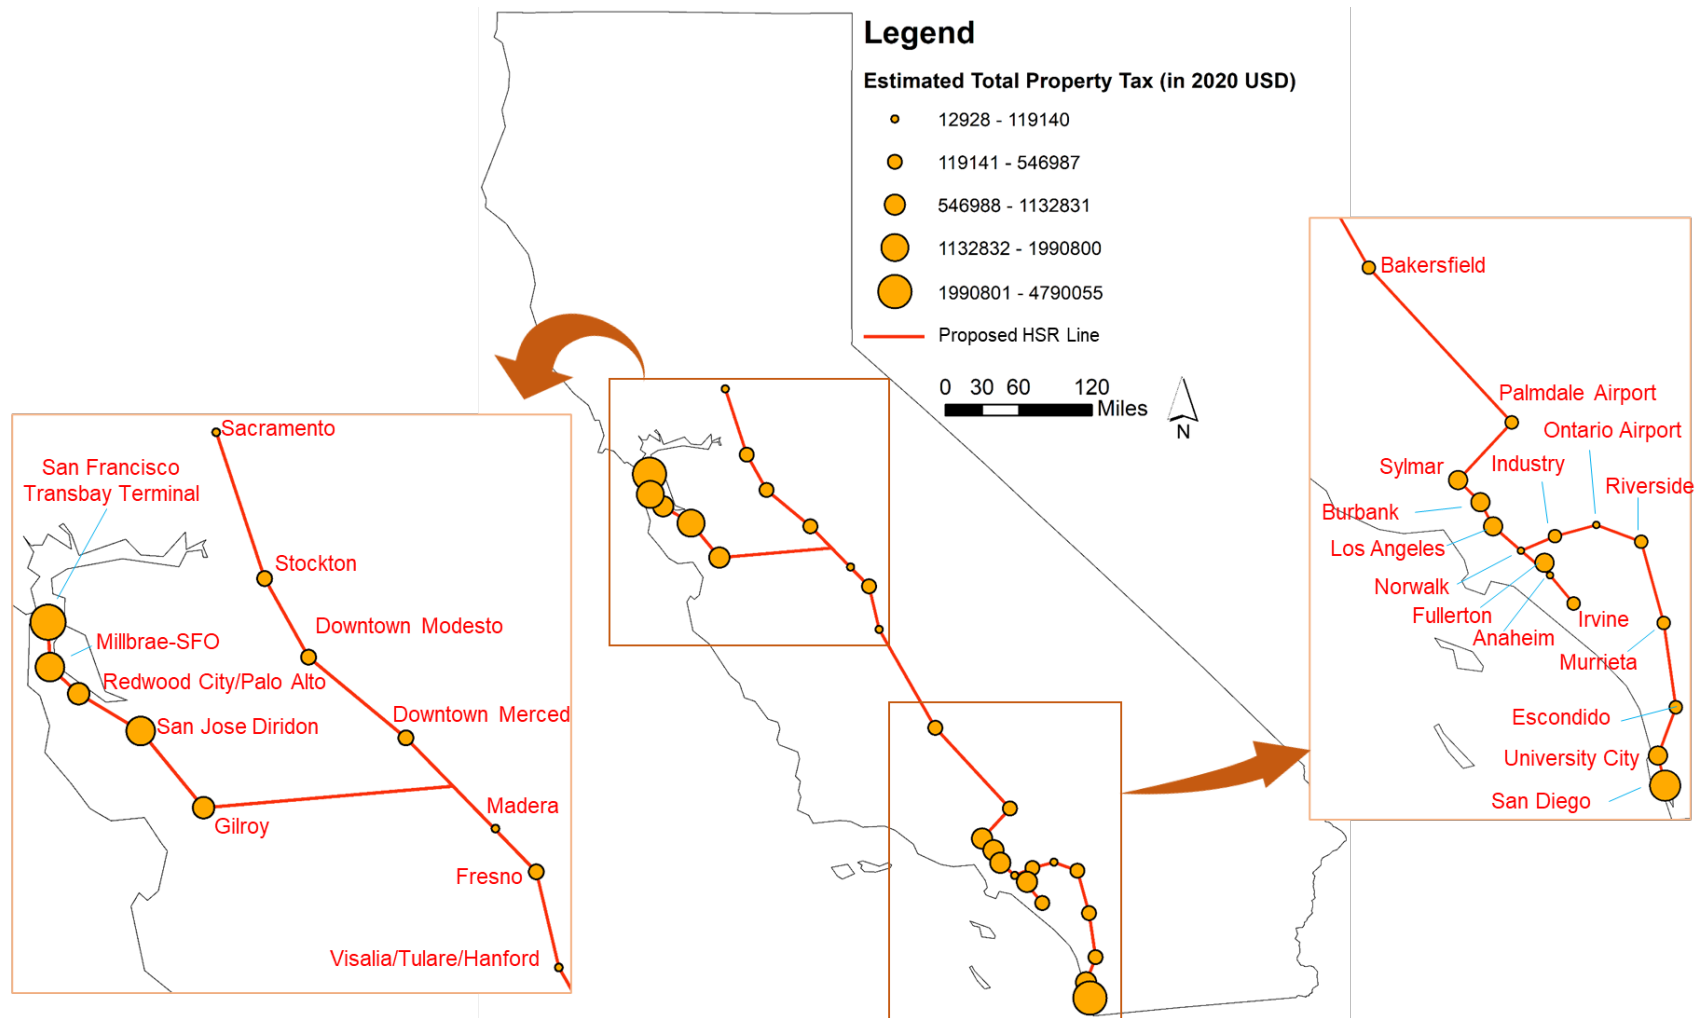 Legend
Estimated Total Property Tax (in 2020 USD)
12928 - 119140
119141 - 546987
546988 - 1132831
1132832 - 1990800
1990801 - 4790055
Proposed HSR Line
0 30 60 120
Miles
N
Sacramento
San Francisco
Transbay Terminal
Stockton
Downtown Modesto
Millbrae-SFO
Redwood City/Palo Alto
San Jose Diridon
Downtown Merced
Madera
Gilroy
Fresno
Visalia/Tulare/Hanford
Bakersfield
Palmdale Airport
Ontario Airport
Sylmar
Industry
Riverside
Burbank
Los Angeles
Norwalk
Fullerton
Irvine
Anaheim
Murrieta
Escondido
University City
San Diego